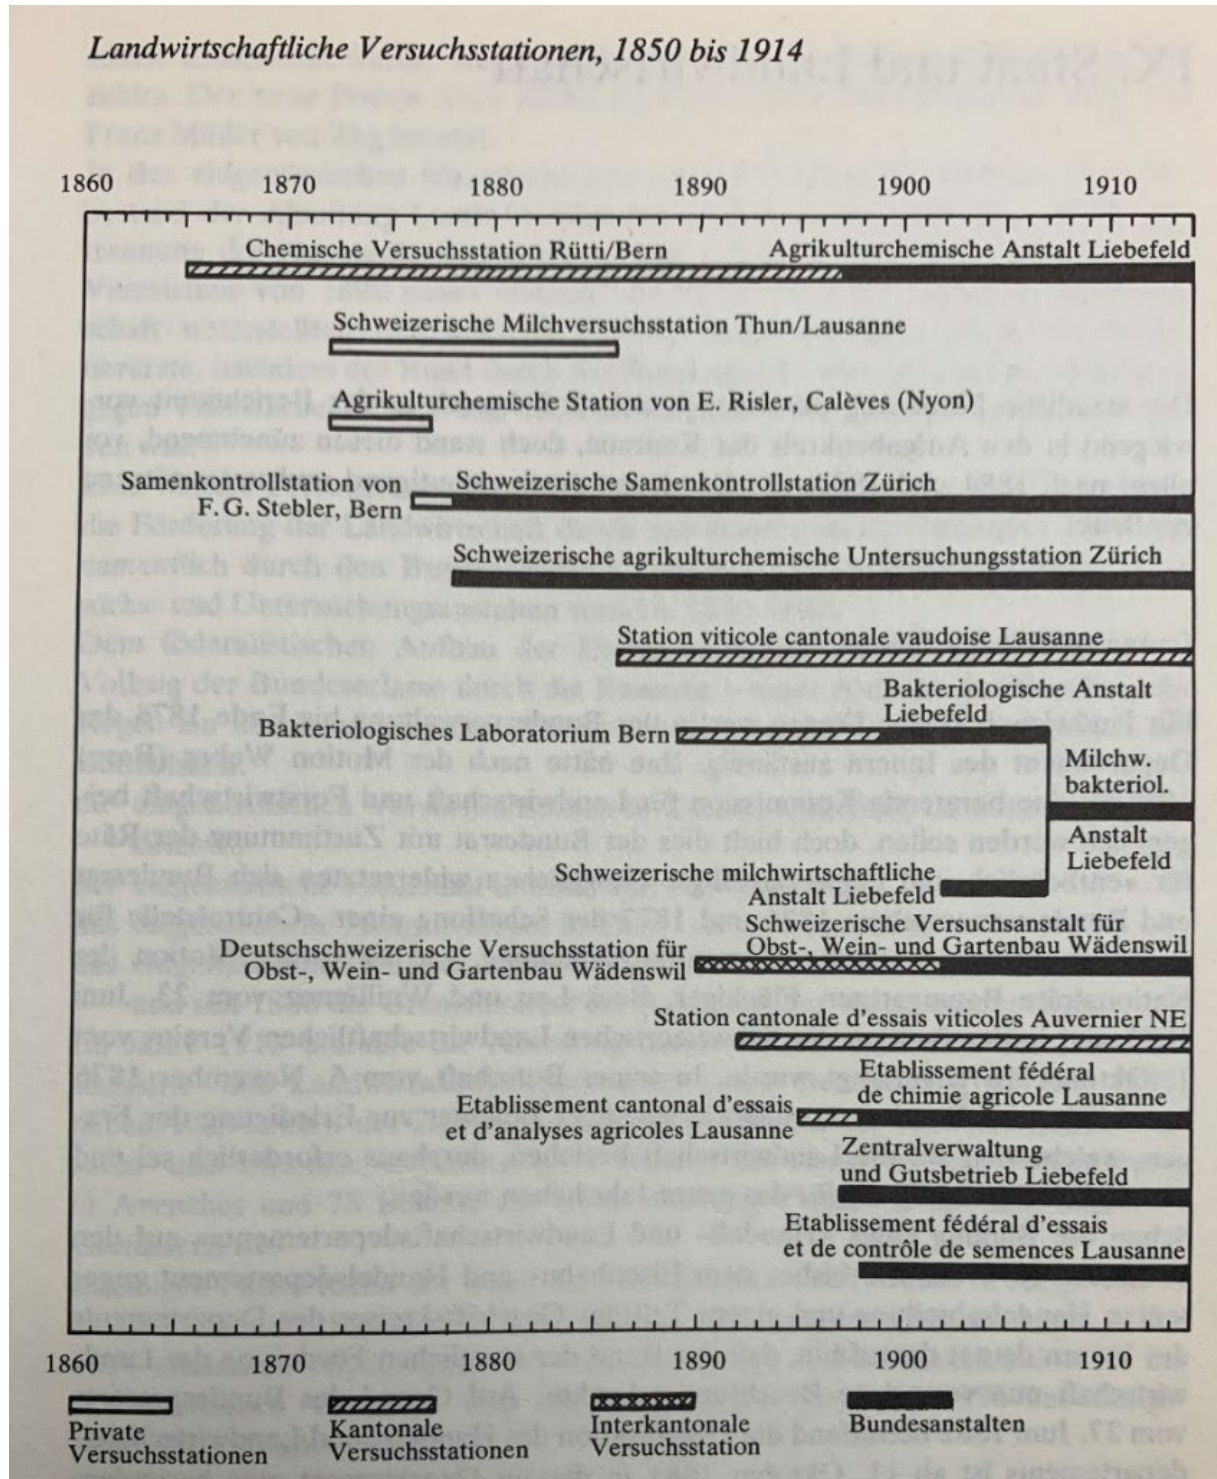 Landwirtschaftliche Versuchsstationen, 1850 bis 1914
1860 1870 1880 1890 1900 1910
Chemische Versuchsstation Rütti/Bern Agrikulturchemische Anstalt Liebefeld
Schweizerische Milchversuchsstation Thun/Lausanne
Agrikulturchemische Station von E. Risler, Calèves (Nyon)
Samenkontrollstation von
F. G. Stebler, Bern
Schweizerische Samenkontrollstation Zürich
Schweizerische agrikulturchemische Untersuchungsstation Zürich
Station viticole cantonale vaudoise Lausanne
Bakteriologische Anstalt
Liebefeld
Bakteriologisches Laboratorium Bern
Milchw.
bakteriol.
Anstalt
Liebefeld
Schweizerische milchwirtschaftliche
Anstalt Liebefeld
Schweizerische Versuchsanstalt für
Obst-, Wein- und Gartenbau Wädenswil
Deutschschweizerische Versuchsstation für
Obst-, Wein- und Gartenbau Wädenswil
Station cantonale d'essais viticoles Auvernier NE
Etablissement fédéral
de chimie agricole Lausanne
Etablissement cantonal d'essais
et d'analyses agricoles Lausanne
Zentralverwaltung
und Gutsbetrieb Liebefeld
Etablissement fédéral d'essais
et de contrôle de semences Lausanne
1860 1870 1880 1890 1900 1910
Private
Versuchsstationen
Kantonale
Versuchsstationen
Interkantonale
Versuchsstation
Bundesanstalten